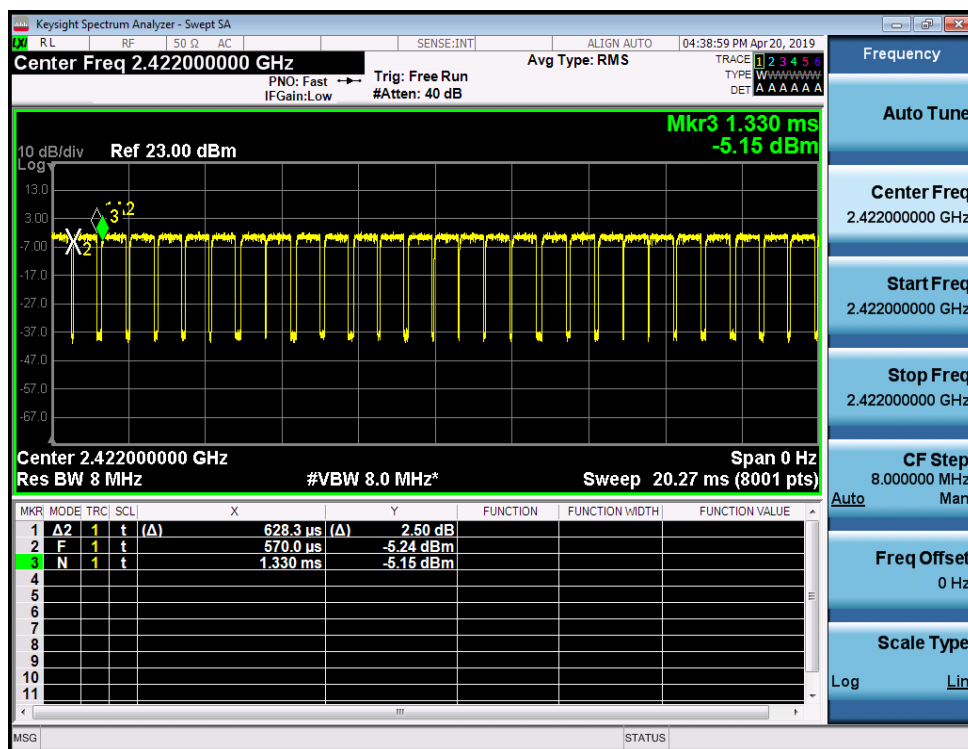 Keysight Spectrum Analyzer - Swept SA
LXI RL RF 50 Ω AC SENSE:INT ALIGN AUTO 04:38:59 PM Apr 20, 2019
Center Freq 2.422000000 GHz Avg Type: RMS TRACE 1 2 3 4 5 6
PNO: Fast Trig: Free Run TYPE WWWWWW
IFGain:Low #Atten: 40 dB DET A A A A A A
Mkr3 1.330 ms
10 dB/div Ref 23.00 dBm -5.15 dBm
Log
13.0
3.00
3
2
-7.00
2
-17.0
-27.0
-37.0
-47.0
-57.0
-67.0
Center 2.422000000 GHz Span 0 Hz
Res BW 8 MHz #VBW 8.0 MHz* Sweep 20.27 ms (8001 pts)
MKR MODE TRC SCL X Y FUNCTION FUNCTION WIDTH FUNCTION VALUE
1 Δ2 1 t (Δ) 628.3 µs (Δ) 2.50 dB
2 F 1 t 570.0 µs -5.24 dBm
3 N 1 t 1.330 ms -5.15 dBm
4
5
6
7
8
9
10
11
MSG STATUS
Frequency
Auto Tune
Center Freq
2.422000000 GHz
Start Freq
2.422000000 GHz
Stop Freq
2.422000000 GHz
CF Step
8.000000 MHz
Auto Man
Freq Offset
0 Hz
Scale Type
Log Lin